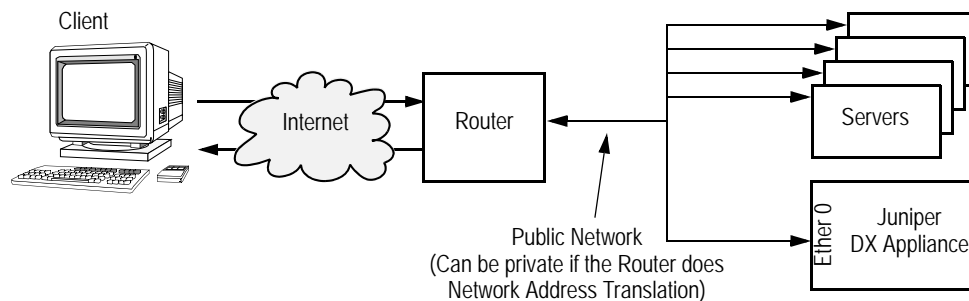 Client
Internet
Router
Servers
Ether 0
Juniper
DX Appliance
Public Network
(Can be private if the Router does
Network Address Translation)